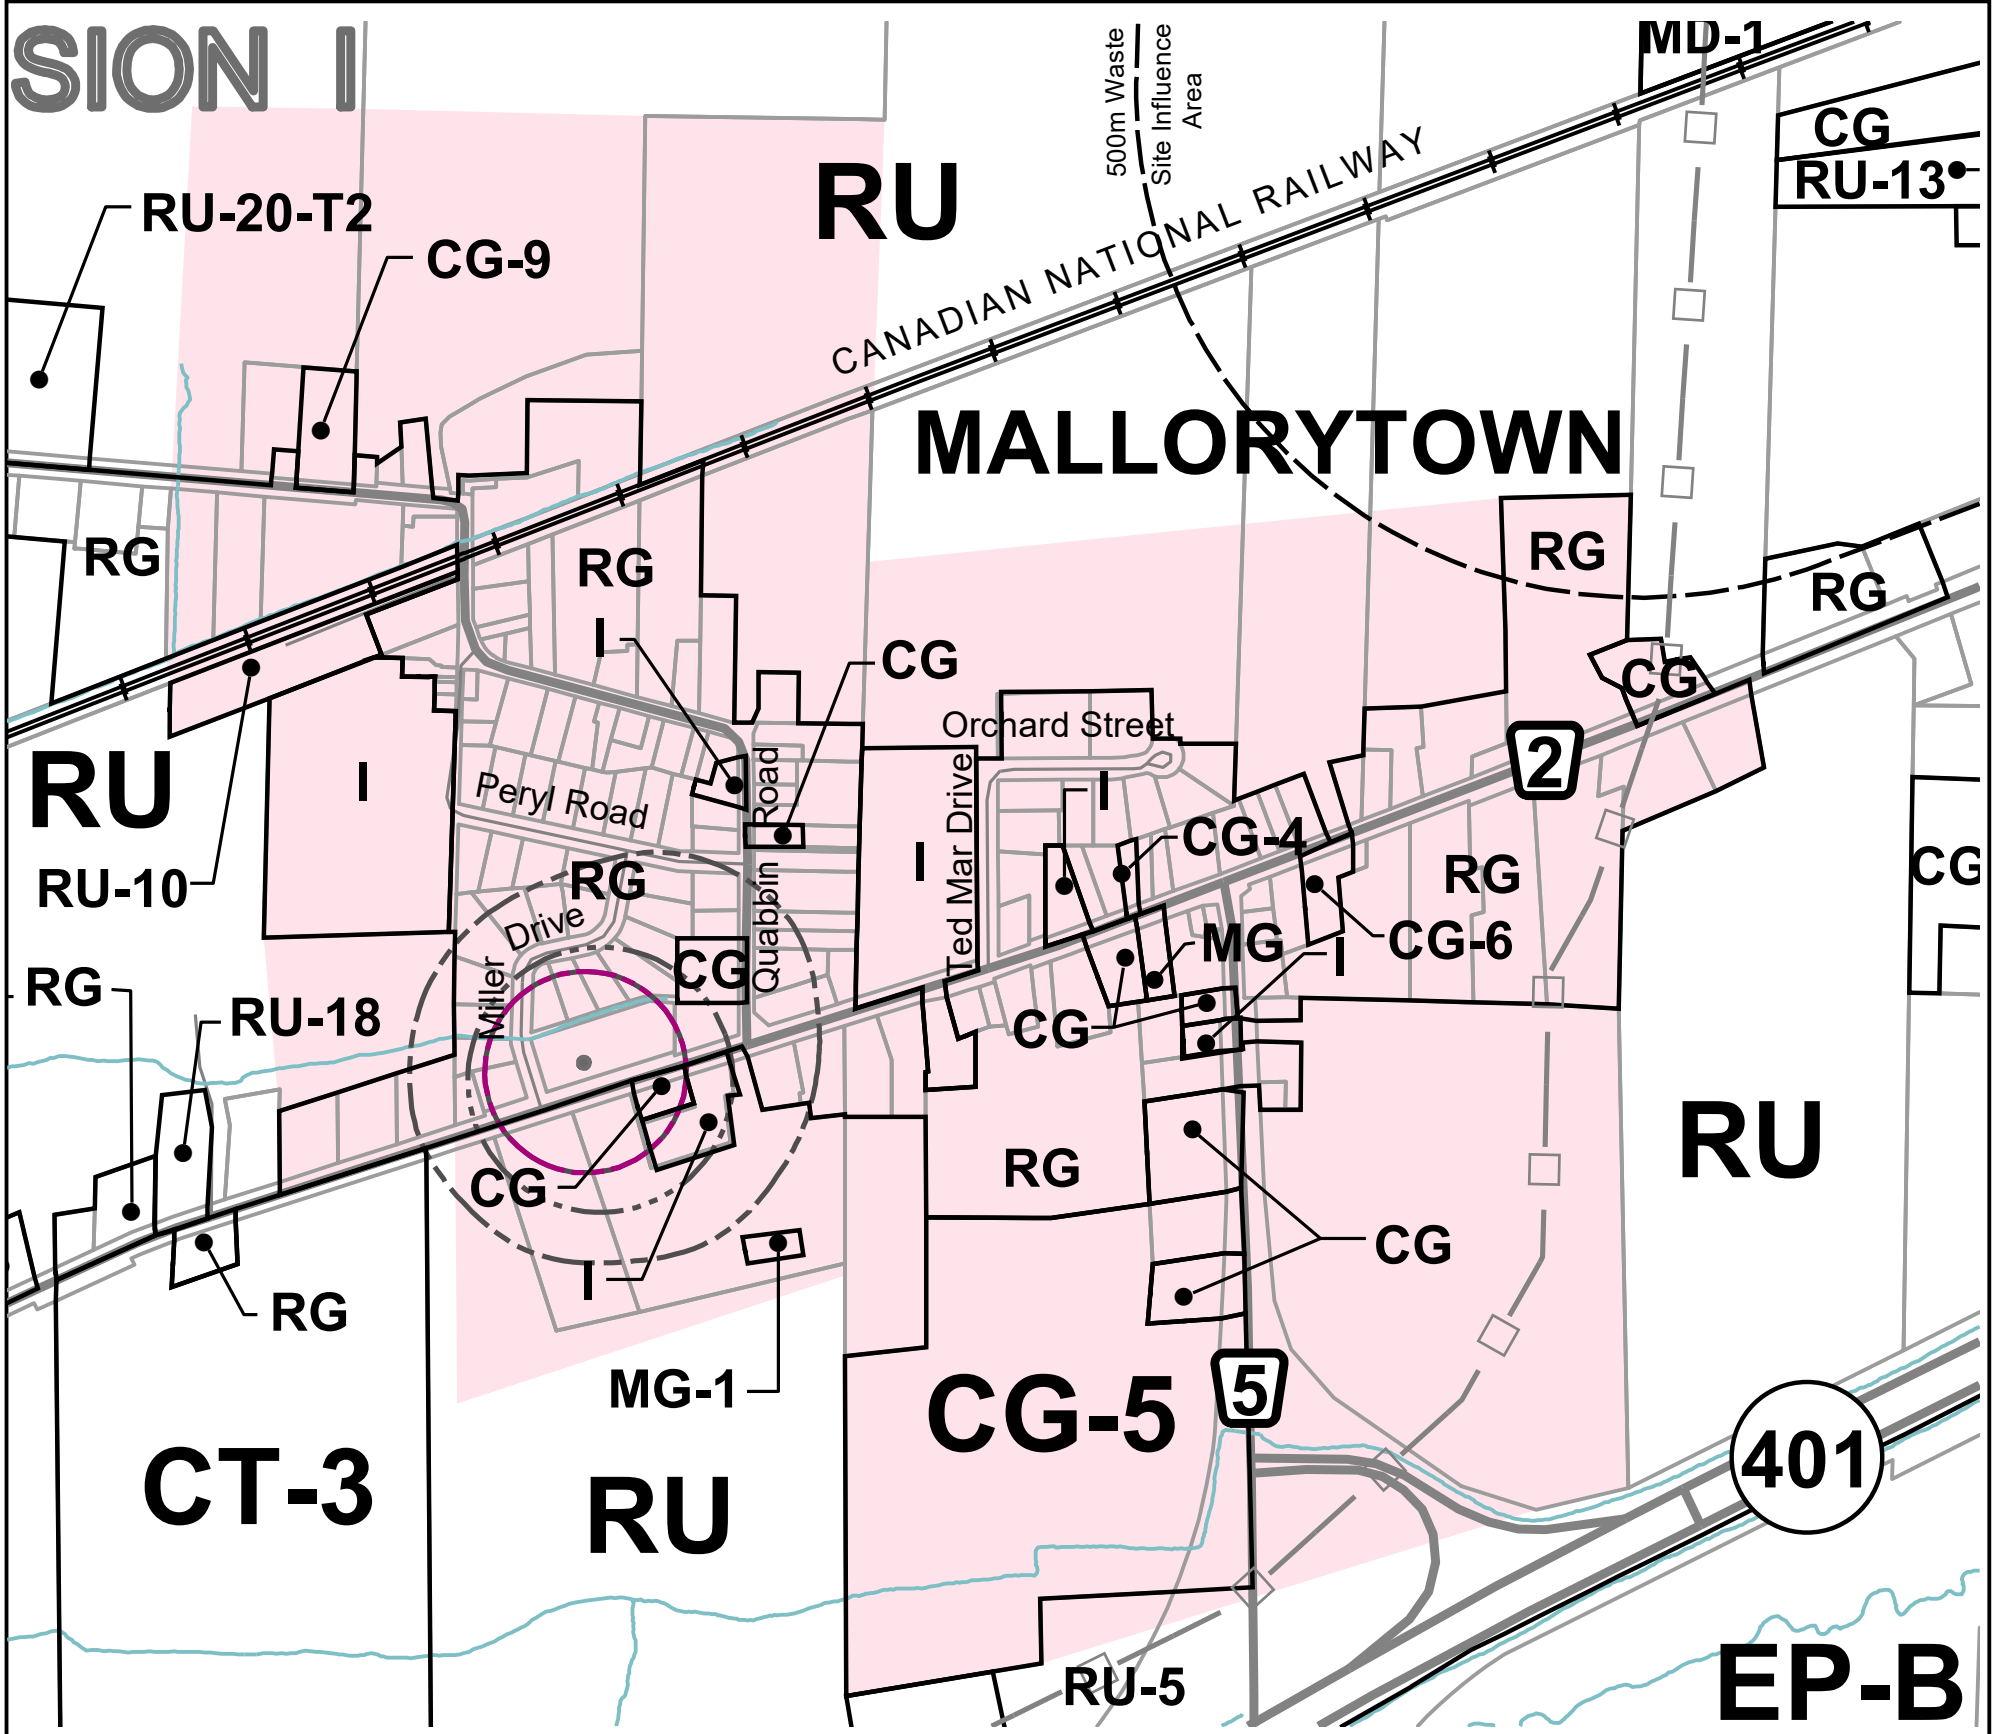 SION I
MD-1
500m Waste
Site Influence
Area
CG
RU-13
RU
RU-20-T2
CG-9
CANADIAN NATIONAL RAILWAY
MALLORYTOWN
RG
RG
RG
RG
I
CG
CG
Orchard Street
2
RU
I
Peryl Road
Quabbin Road
Ted Mar Drive
I
I
CG-4
RG
CG
RU-10
RG
Miller Drive
CG
MG
CG-6
I
RG
RU-18
CG
RU
RG
CG
CG
I
RG
MG-1
CG-5
5
CT-3
RU
401
RU-5
EP-B